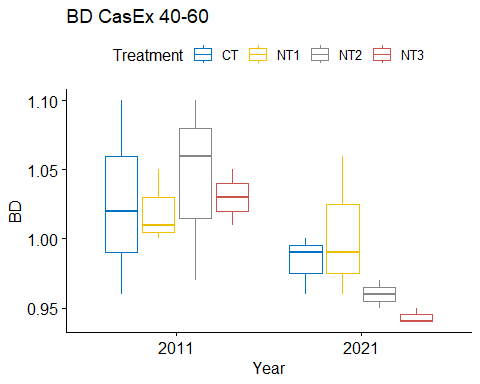 BD CasEx 40-60
Treatment CT NT1 NT2 NT3
1.10
1.05
BD
1.00
0.95
2011 2021
Year